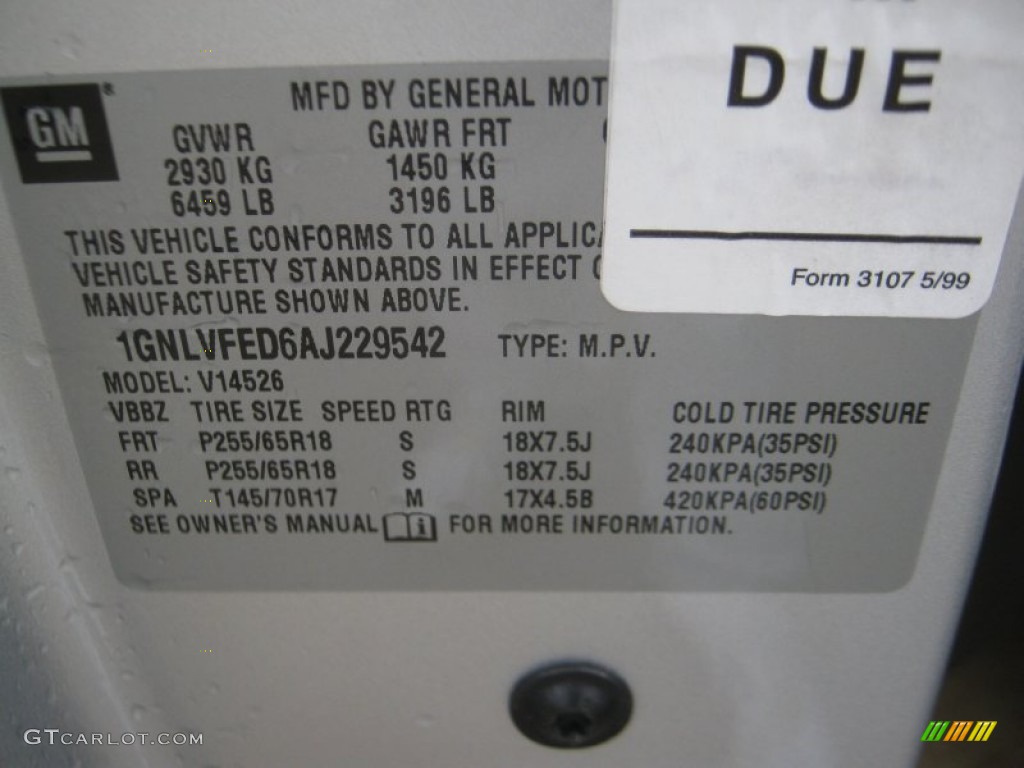 DUE
Form 3107 5/99
GM
MFD BY GENERAL MOT
GVWR GAWR FRT
2930 KG 1450 KG
6459 LB 3196 LB
THIS VEHICLE CONFORMS TO ALL APPLICA
VEHICLE SAFETY STANDARDS IN EFFECT
MANUFACTURE SHOWN ABOVE.
1GNLVFED6AJ229542 TYPE: M.P.V.
MODEL: V14526
VBBZ TIRE SIZE SPEED RTG RIM COLD TIRE PRESSURE
FRT P255/65R18 S 18X7.5J 240KPA(35PSI)
RR P255/65R18 S 18X7.5J 240KPA(35PSI)
SPA T145/70R17 M 17X4.5B 420KPA(60PSI)
SEE OWNER'S MANUAL FOR MORE INFORMATION.
GTCARLOT.COM